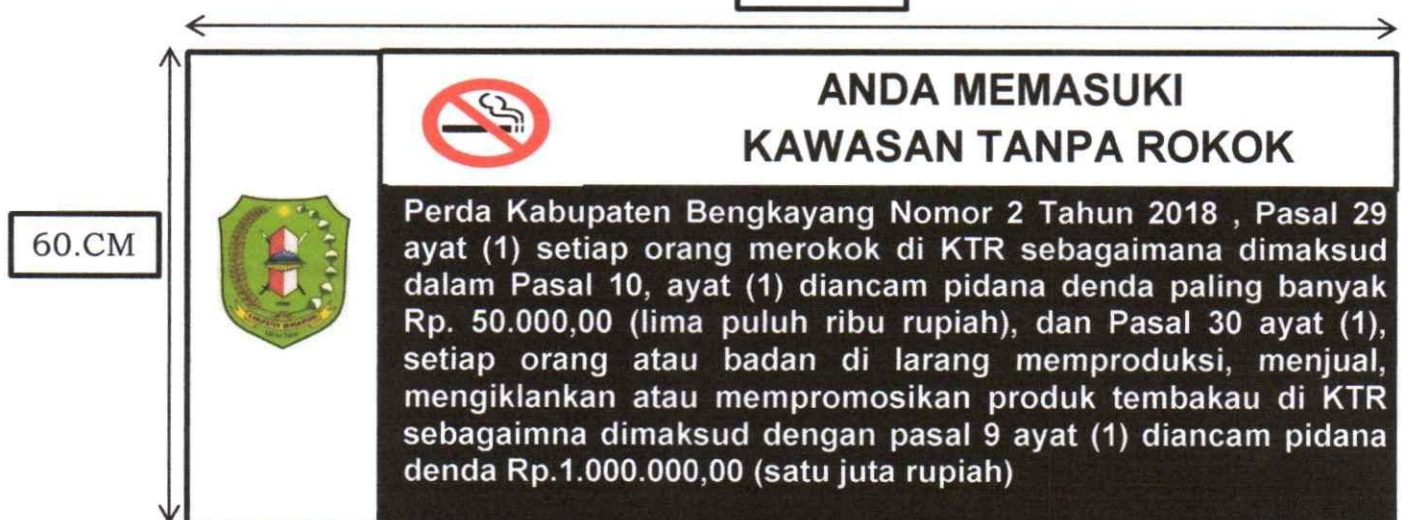 ANDA MEMASUKI
KAWASAN TANPA ROKOK
60.CM
Perda Kabupaten Bengkayang Nomor 2 Tahun 2018 , Pasal 29
ayat (1) setiap orang merokok di KTR sebagaimana dimaksud
dalam Pasal 10, ayat (1) diancam pidana denda paling banyak
Rp. 50.000,00 (lima puluh ribu rupiah), dan Pasal 30 ayat (1),
setiap orang atau badan di larang memproduksi, menjual,
mengiklankan atau mempromosikan produk tembakau di KTR
sebagaimna dimaksud dengan pasal 9 ayat (1) diancam pidana
denda Rp.1.000.000,00 (satu juta rupiah)